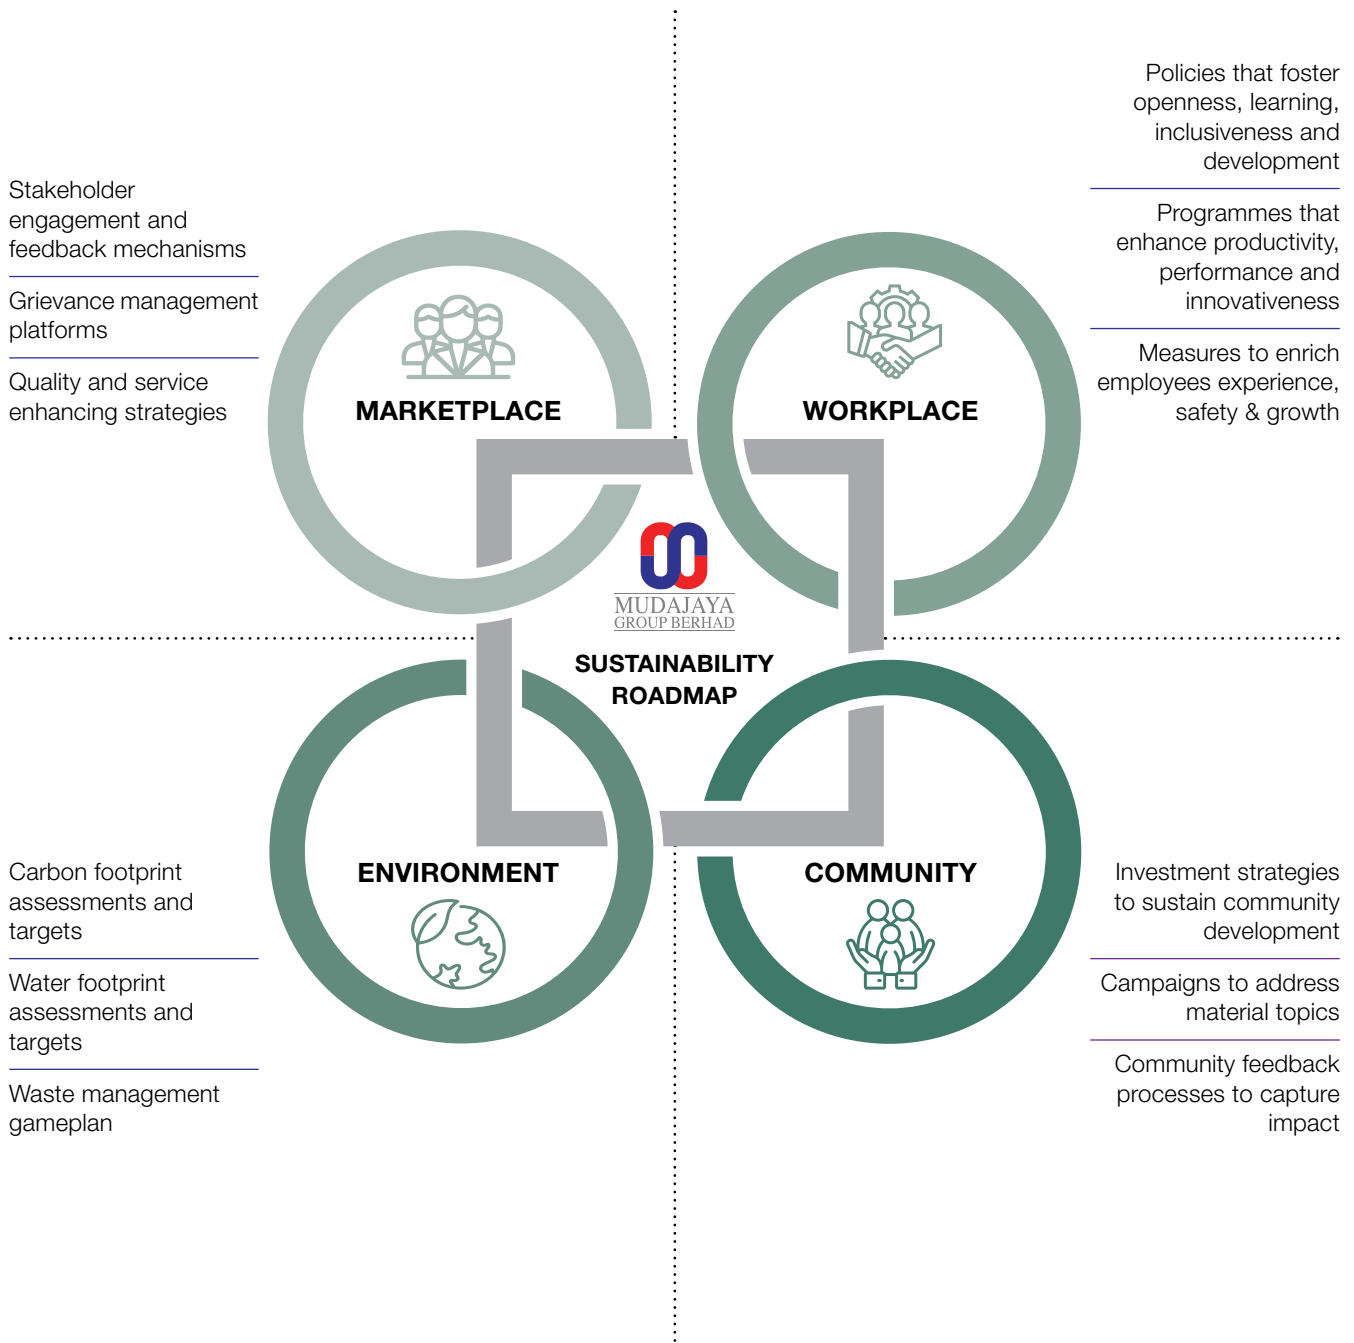 Stakeholder
engagement and
feedback mechanisms
Grievance management
platforms
Quality and service
enhancing strategies
MARKETPLACE
Policies that foster
openness, learning,
inclusiveness and
development
Programmes that
enhance productivity,
performance and
innovativeness
Measures to enrich
employees experience,
safety & growth
WORKPLACE
MUDAJAYA
GROUP BERHAD
SUSTAINABILITY
ROADMAP
ENVIRONMENT
Carbon footprint
assessments and
targets
Water footprint
assessments and
targets
Waste management
gameplan
COMMUNITY
Investment strategies
to sustain community
development
Campaigns to address
material topics
Community feedback
processes to capture
impact